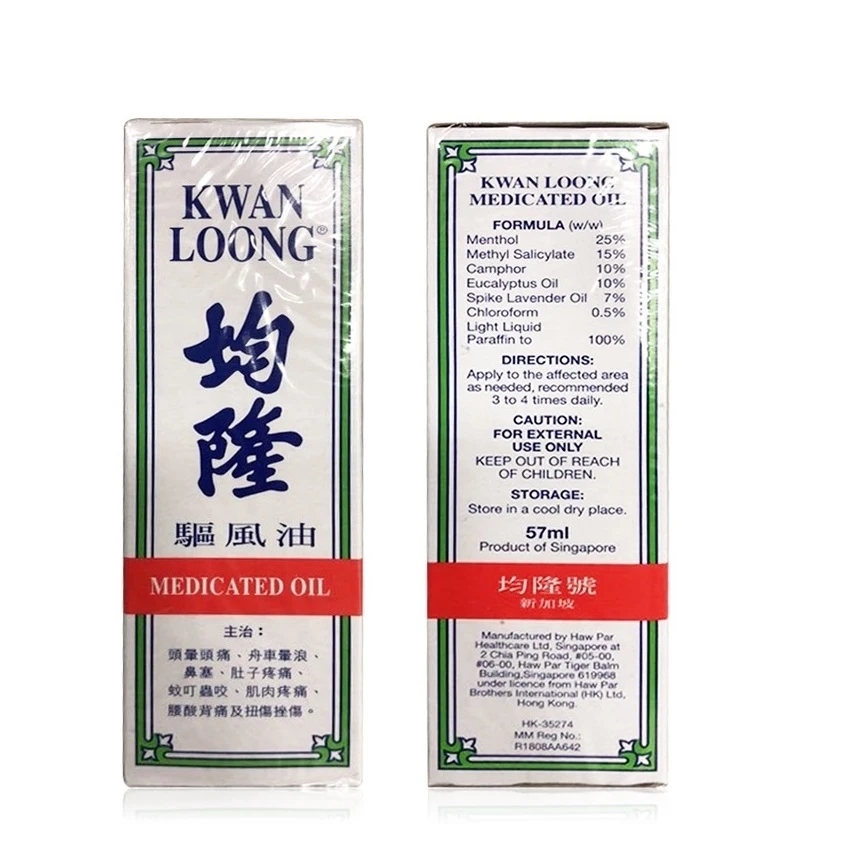 KWAN
LOONG®
均
隆
驅風油
MEDICATED OIL
主治：
頭暈頭痛、舟車暈浪、
鼻塞、肚子疼痛、
蚊叮蟲咬、肌肉疼痛、
腰酸背痛及扭傷挫傷。
KWAN LOONG
MEDICATED OIL
FORMULA (w/w)
Menthol 25%
Methyl Salicylate 15%
Camphor 10%
Eucalyptus Oil 10%
Spike Lavender Oil 7%
Chloroform 0.5%
Light Liquid
Paraffin to 100%
DIRECTIONS:
Apply to the affected area
as needed, recommended
3 to 4 times daily.
CAUTION:
FOR EXTERNAL
USE ONLY
KEEP OUT OF REACH
OF CHILDREN.
STORAGE:
Store in a cool dry place.
57ml
Product of Singapore
均隆號
新加坡
Manufactured by Haw Par
Healthcare Ltd, Singapore at
2 Chia Ping Road, #05-00,
#06-00, Haw Par Tiger Balm
Building,Singapore 619968
under licence from Haw Par
Brothers International (HK) Ltd,
Hong Kong.
HK-35274
MM Reg No.:
R1808AA642